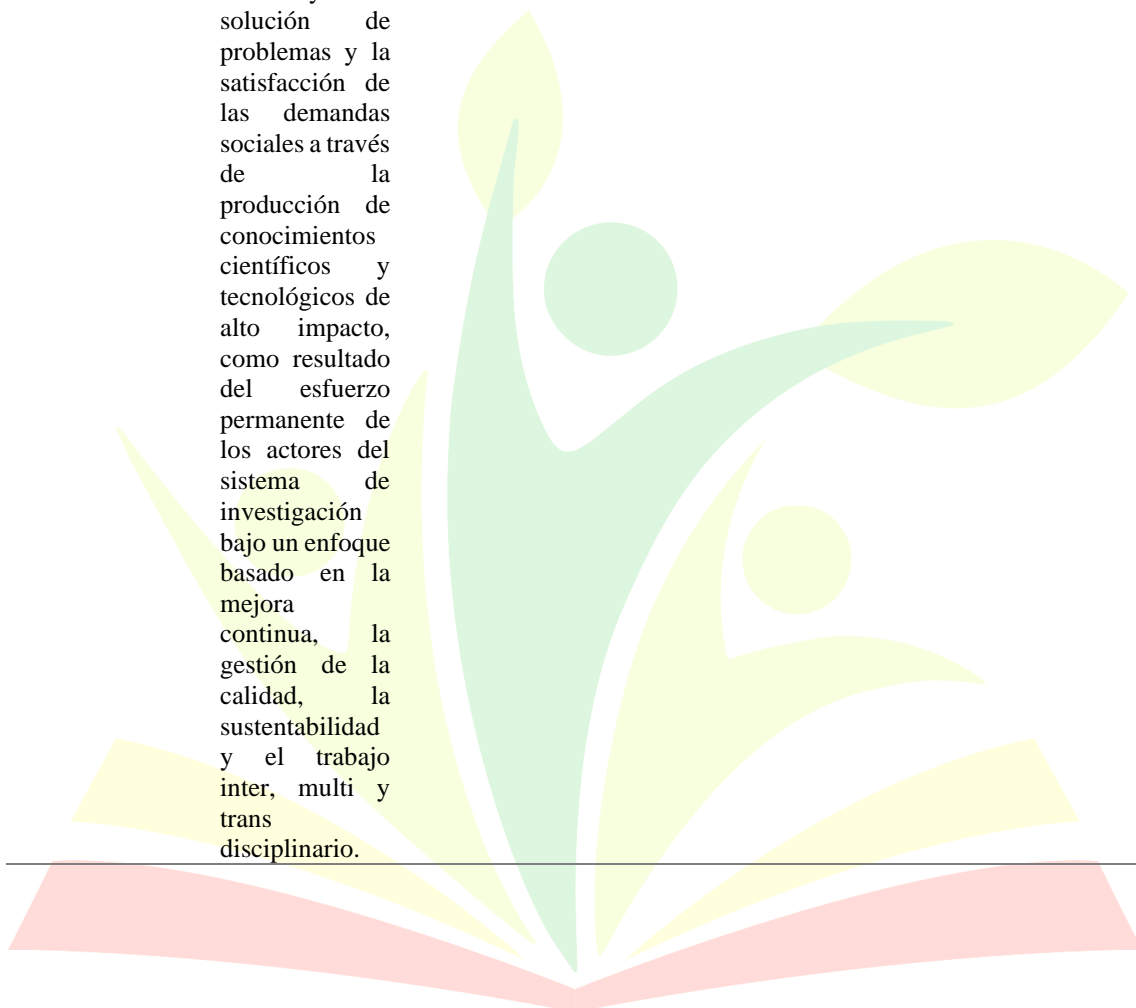 solución de
problemas y la
satisfacción de
las demandas
sociales a través
de la
producción de
conocimientos
científicos y
tecnológicos de
alto impacto,
como resultado
del esfuerzo
permanente de
los actores del
sistema de
investigación
bajo un enfoque
basado en la
mejora
continua, la
gestión de la
calidad, la
sustentabilidad
y el trabajo
inter, multi y
trans
disciplinario.